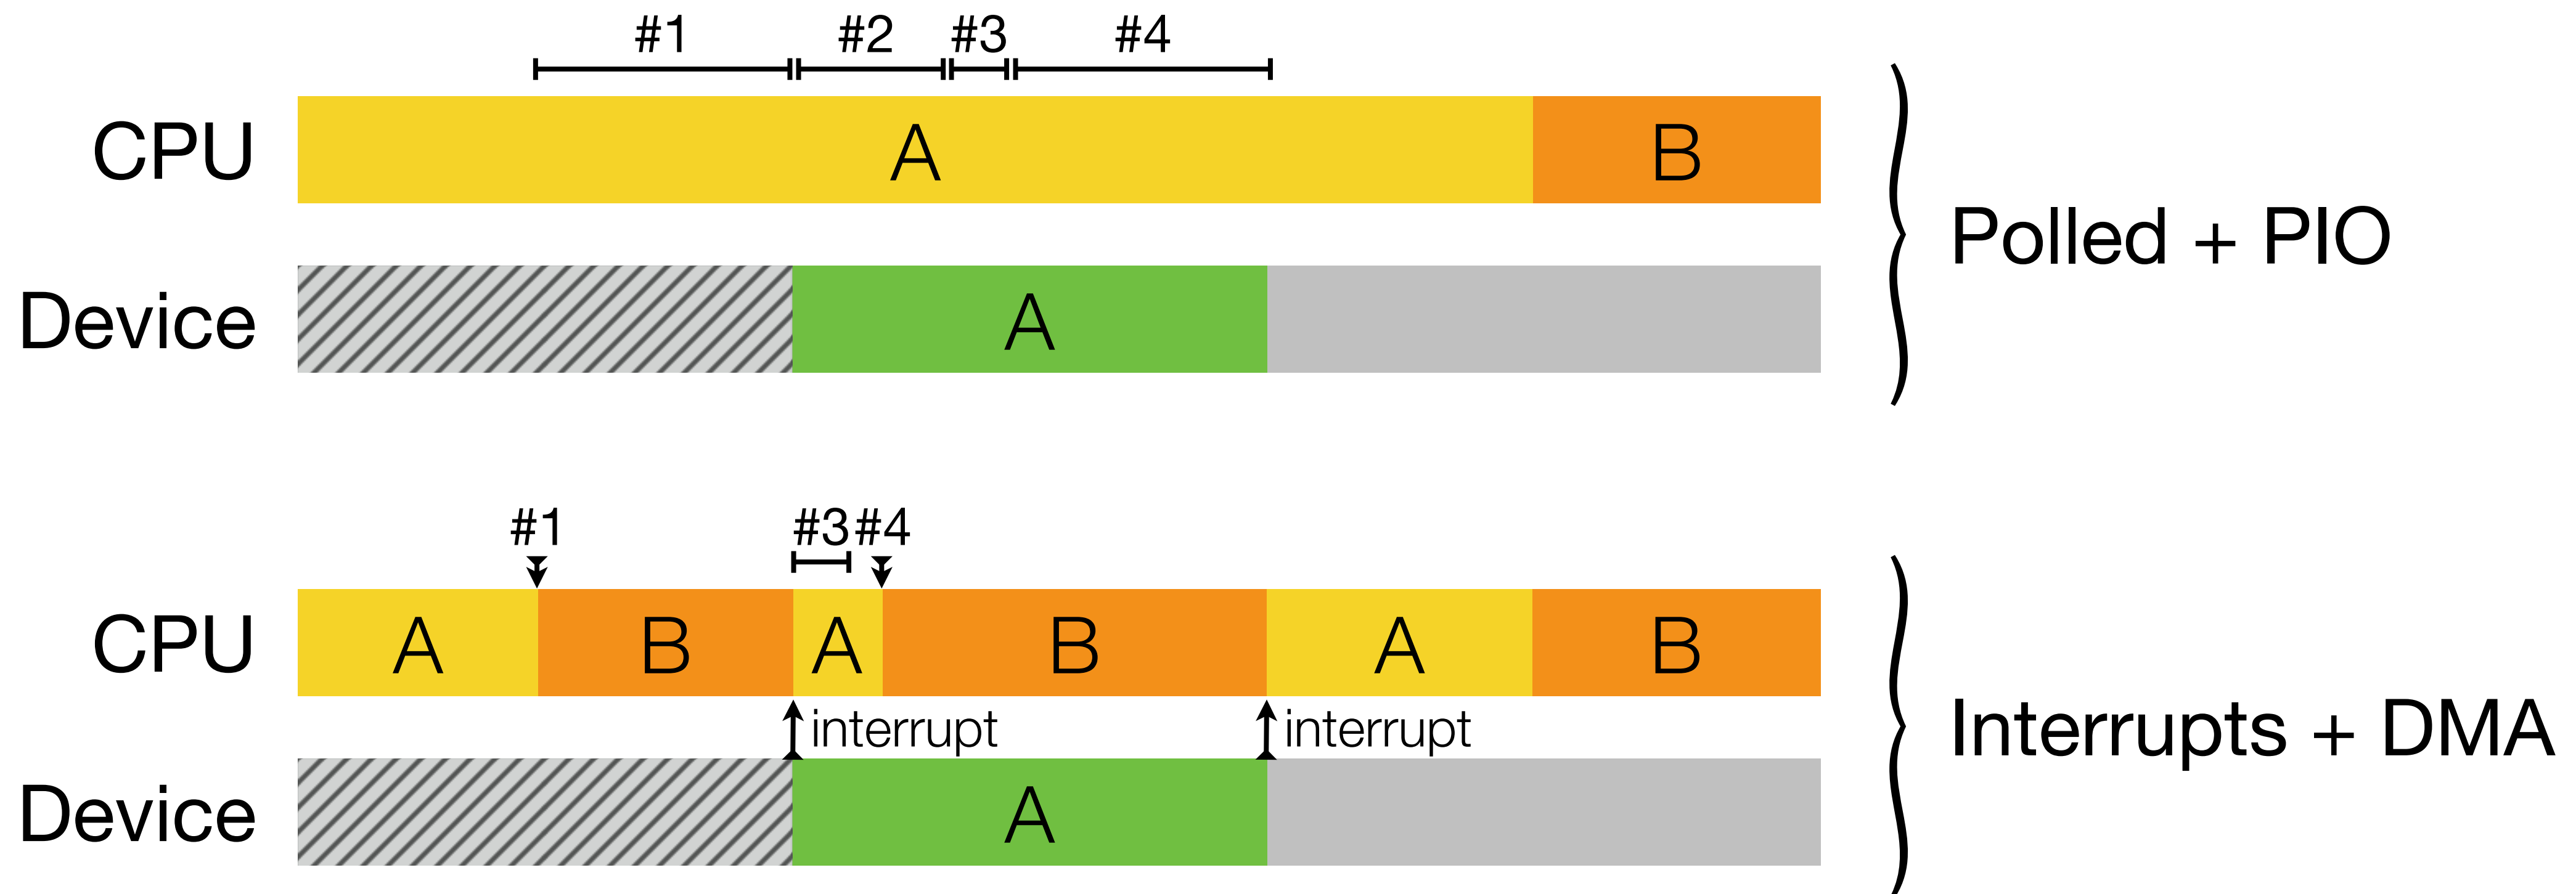 #1 #2 #3 #4
CPU A B
Polled + PIO
Device A
#1 #3 #4
CPU A B A B A B
interrupt interrupt
Interrupts + DMA
Device A